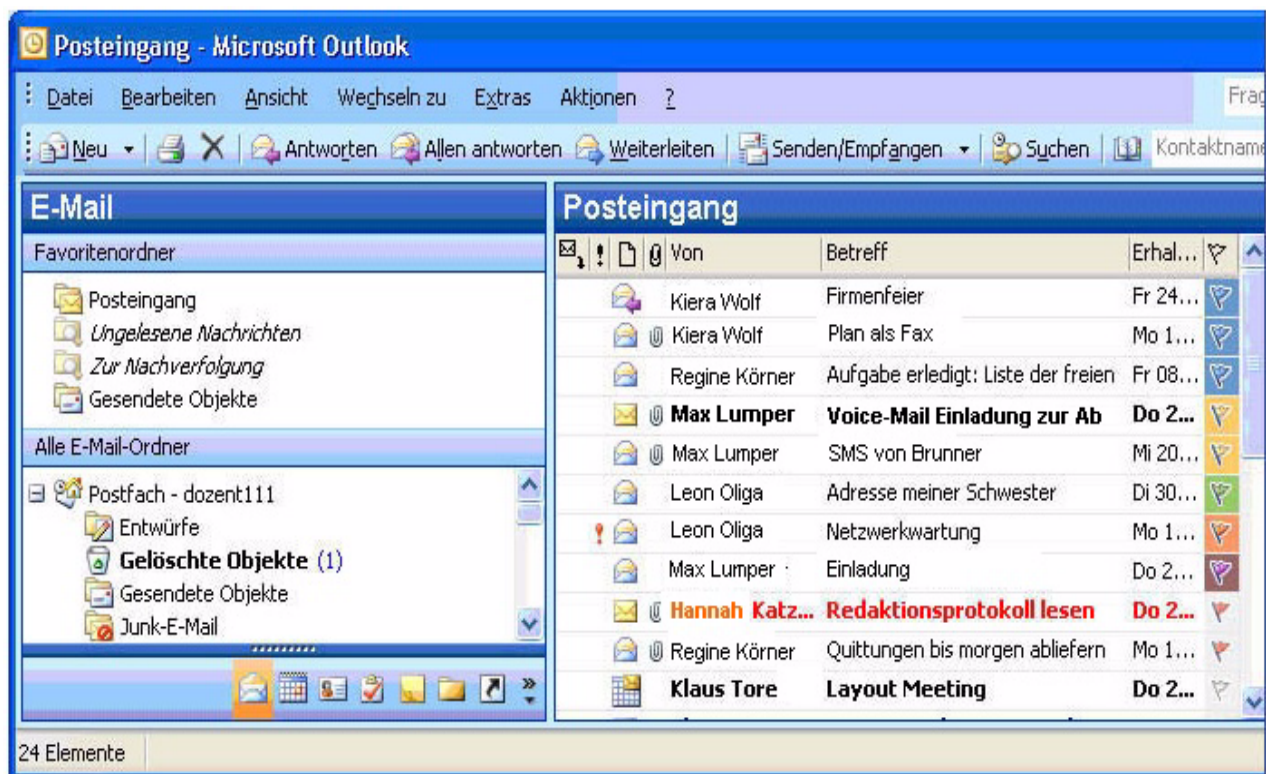 Posteingang - Microsoft Outlook
Datei Bearbeiten Ansicht Wechseln zu Extras Aktionen ?
Frag
Neu Antworten Allen antworten Weiterleiten Senden/Empfangen Suchen Kontaktname
E-Mail
Favoritenordner
Posteingang
Ungelesene Nachrichten
Zur Nachverfolgung
Gesendete Objekte
Alle E-Mail-Ordner
Postfach - dozent111
Entwürfe
Gelöschte Objekte (1)
Gesendete Objekte
Junk-E-Mail
Posteingang
Von Betreff Erhal...
Kiera Wolf Firmenfeier Fr 24...
Kiera Wolf Plan als Fax Mo 1...
Regine Körner Aufgabe erledigt: Liste der freien Fr 08...
Max Lumper Voice-Mail Einladung zur Ab Do 2...
Max Lumper SMS von Brunner Mi 20...
Leon Oliga Adresse meiner Schwester Di 30...
Leon Oliga Netzwerkwartung Mo 1...
Max Lumper Einladung Do 2...
Hannah Katz... Redaktionsprotokoll lesen Do 2...
Regine Körner Quittungen bis morgen abliefern Mo 1...
Klaus Tore Layout Meeting Do 2...
24 Elemente